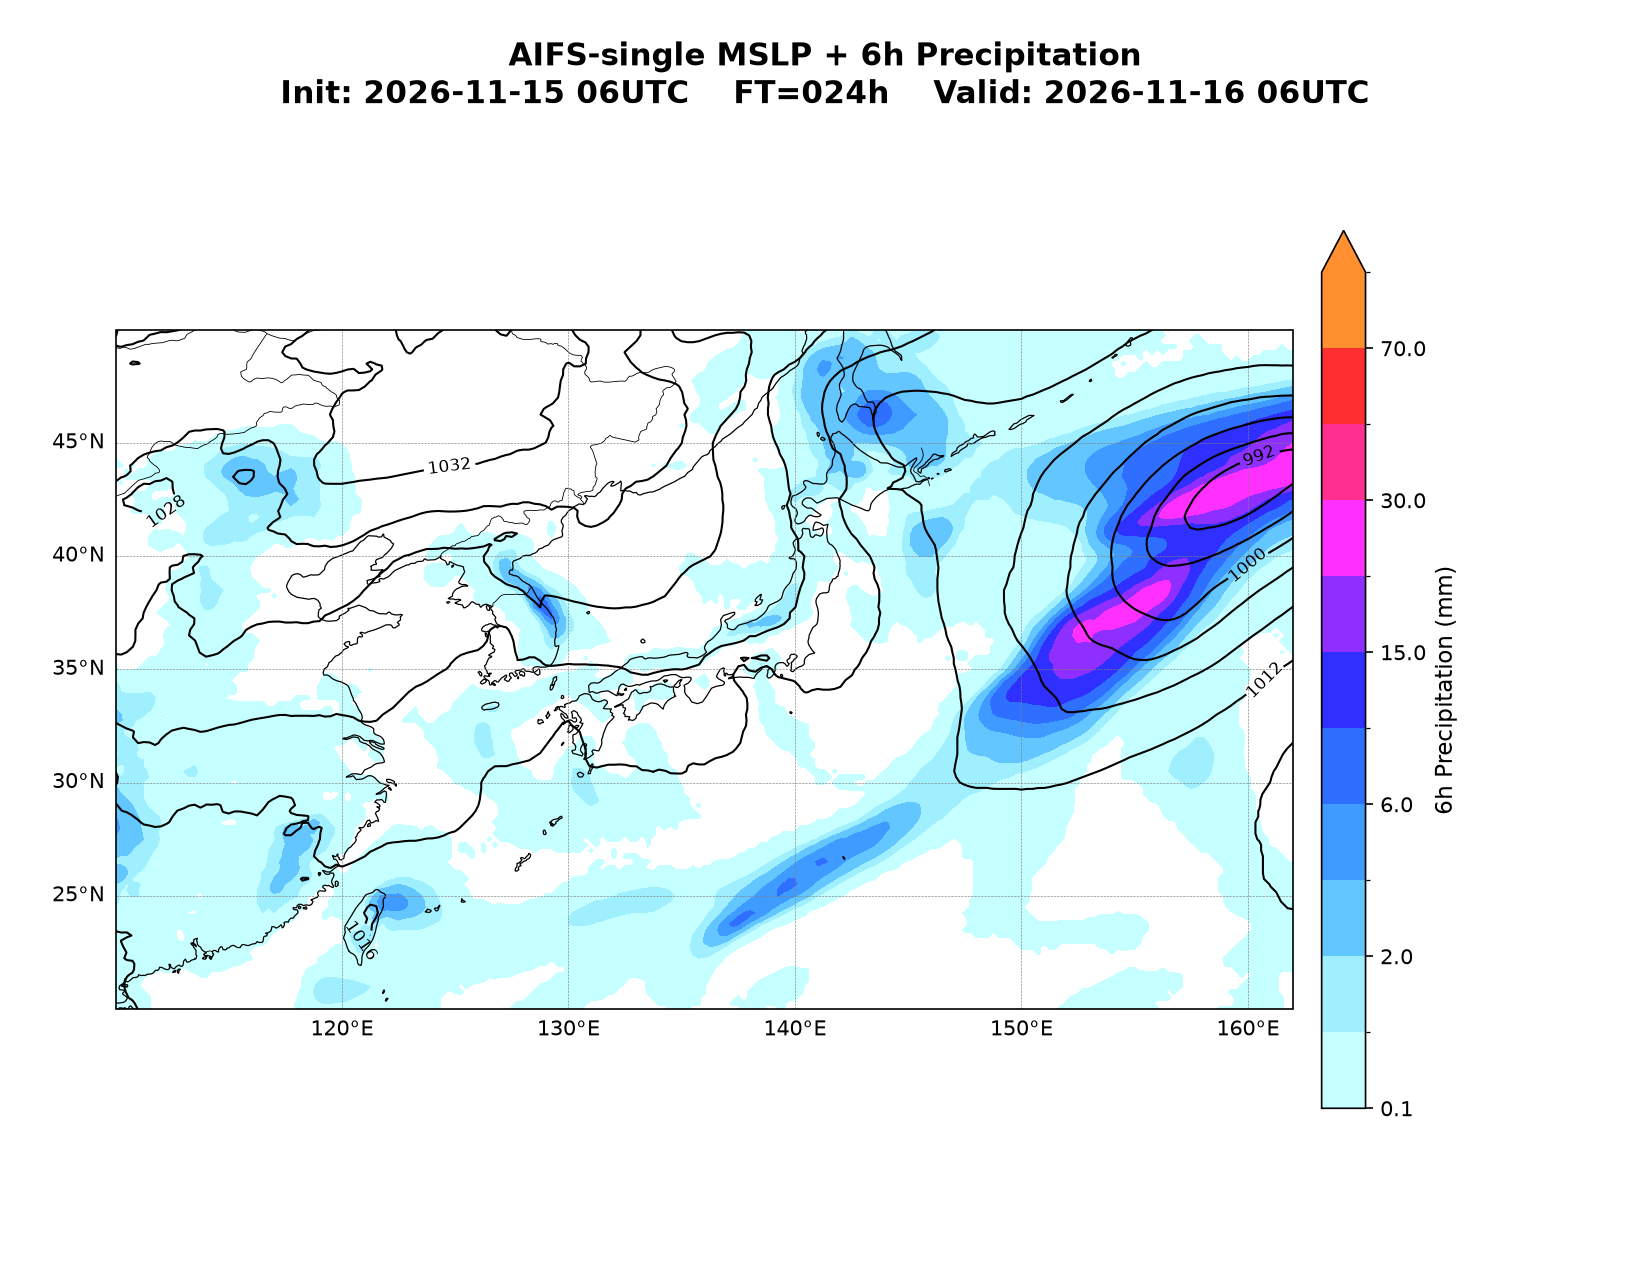 AIFS-single MSLP + 6h Precipitation
Init: 2026-11-15 06UTC    FT=024h    Valid: 2026-11-16 06UTC
70.0
30.0
15.0
6.0
2.0
0.1
6h Precipitation (mm)
45°N
40°N
35°N
30°N
25°N
120°E
130°E
140°E
150°E
160°E
1032
1028
992
1000
1012
1016